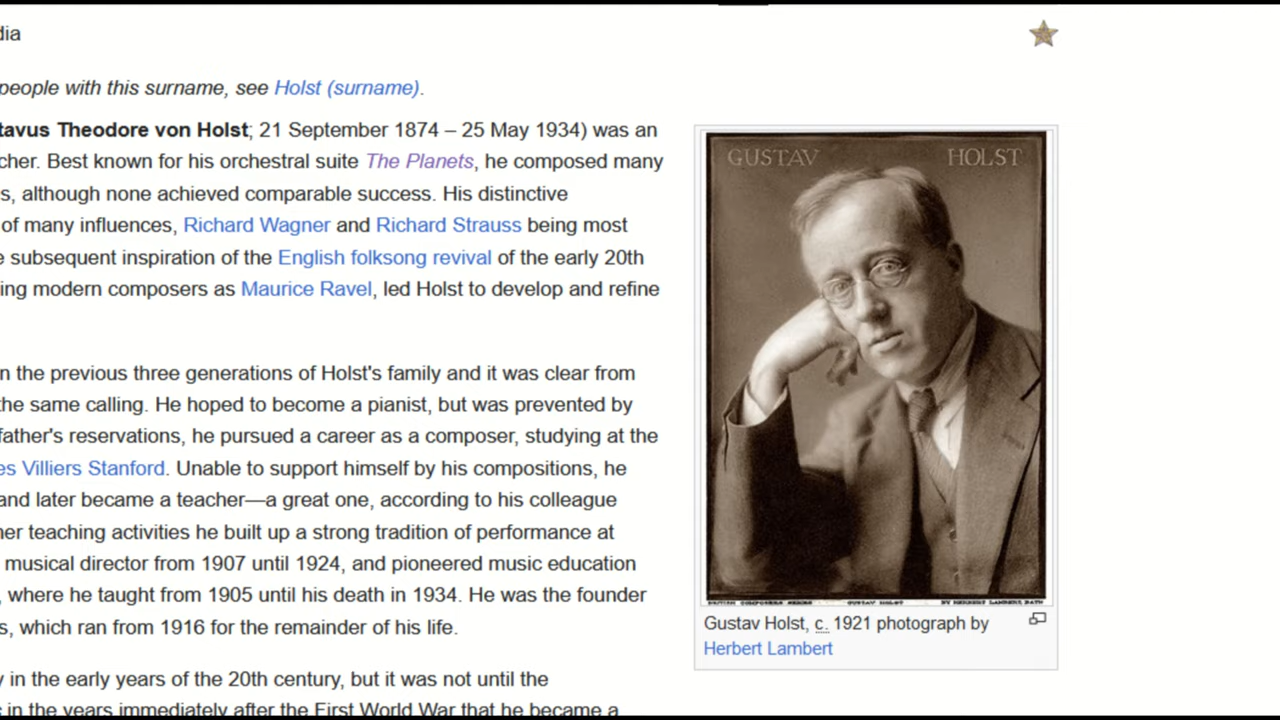 dia
people with this surname, see Holst (surname).
tavus Theodore von Holst; 21 September 1874 – 25 May 1934) was an
cher. Best known for his orchestral suite The Planets, he composed many
s, although none achieved comparable success. His distinctive
of many influences, Richard Wagner and Richard Strauss being most
e subsequent inspiration of the English folksong revival of the early 20th
ing modern composers as Maurice Ravel, led Holst to develop and refine
n the previous three generations of Holst's family and it was clear from
the same calling. He hoped to become a pianist, but was prevented by
father's reservations, he pursued a career as a composer, studying at the
es Villiers Stanford. Unable to support himself by his compositions, he
and later became a teacher—a great one, according to his colleague
her teaching activities he built up a strong tradition of performance at
musical director from 1907 until 1924, and pioneered music education
, where he taught from 1905 until his death in 1934. He was the founder
s, which ran from 1916 for the remainder of his life.
y in the early years of the 20th century, but it was not until the
c in the years immediately after the First World War that he became a
GUSTAV HOLST
BRITISH COMPOSERS SERIES GUSTAV HOLST BY HERBERT LAMBERT, BATH
Gustav Holst, c. 1921 photograph by
Herbert Lambert